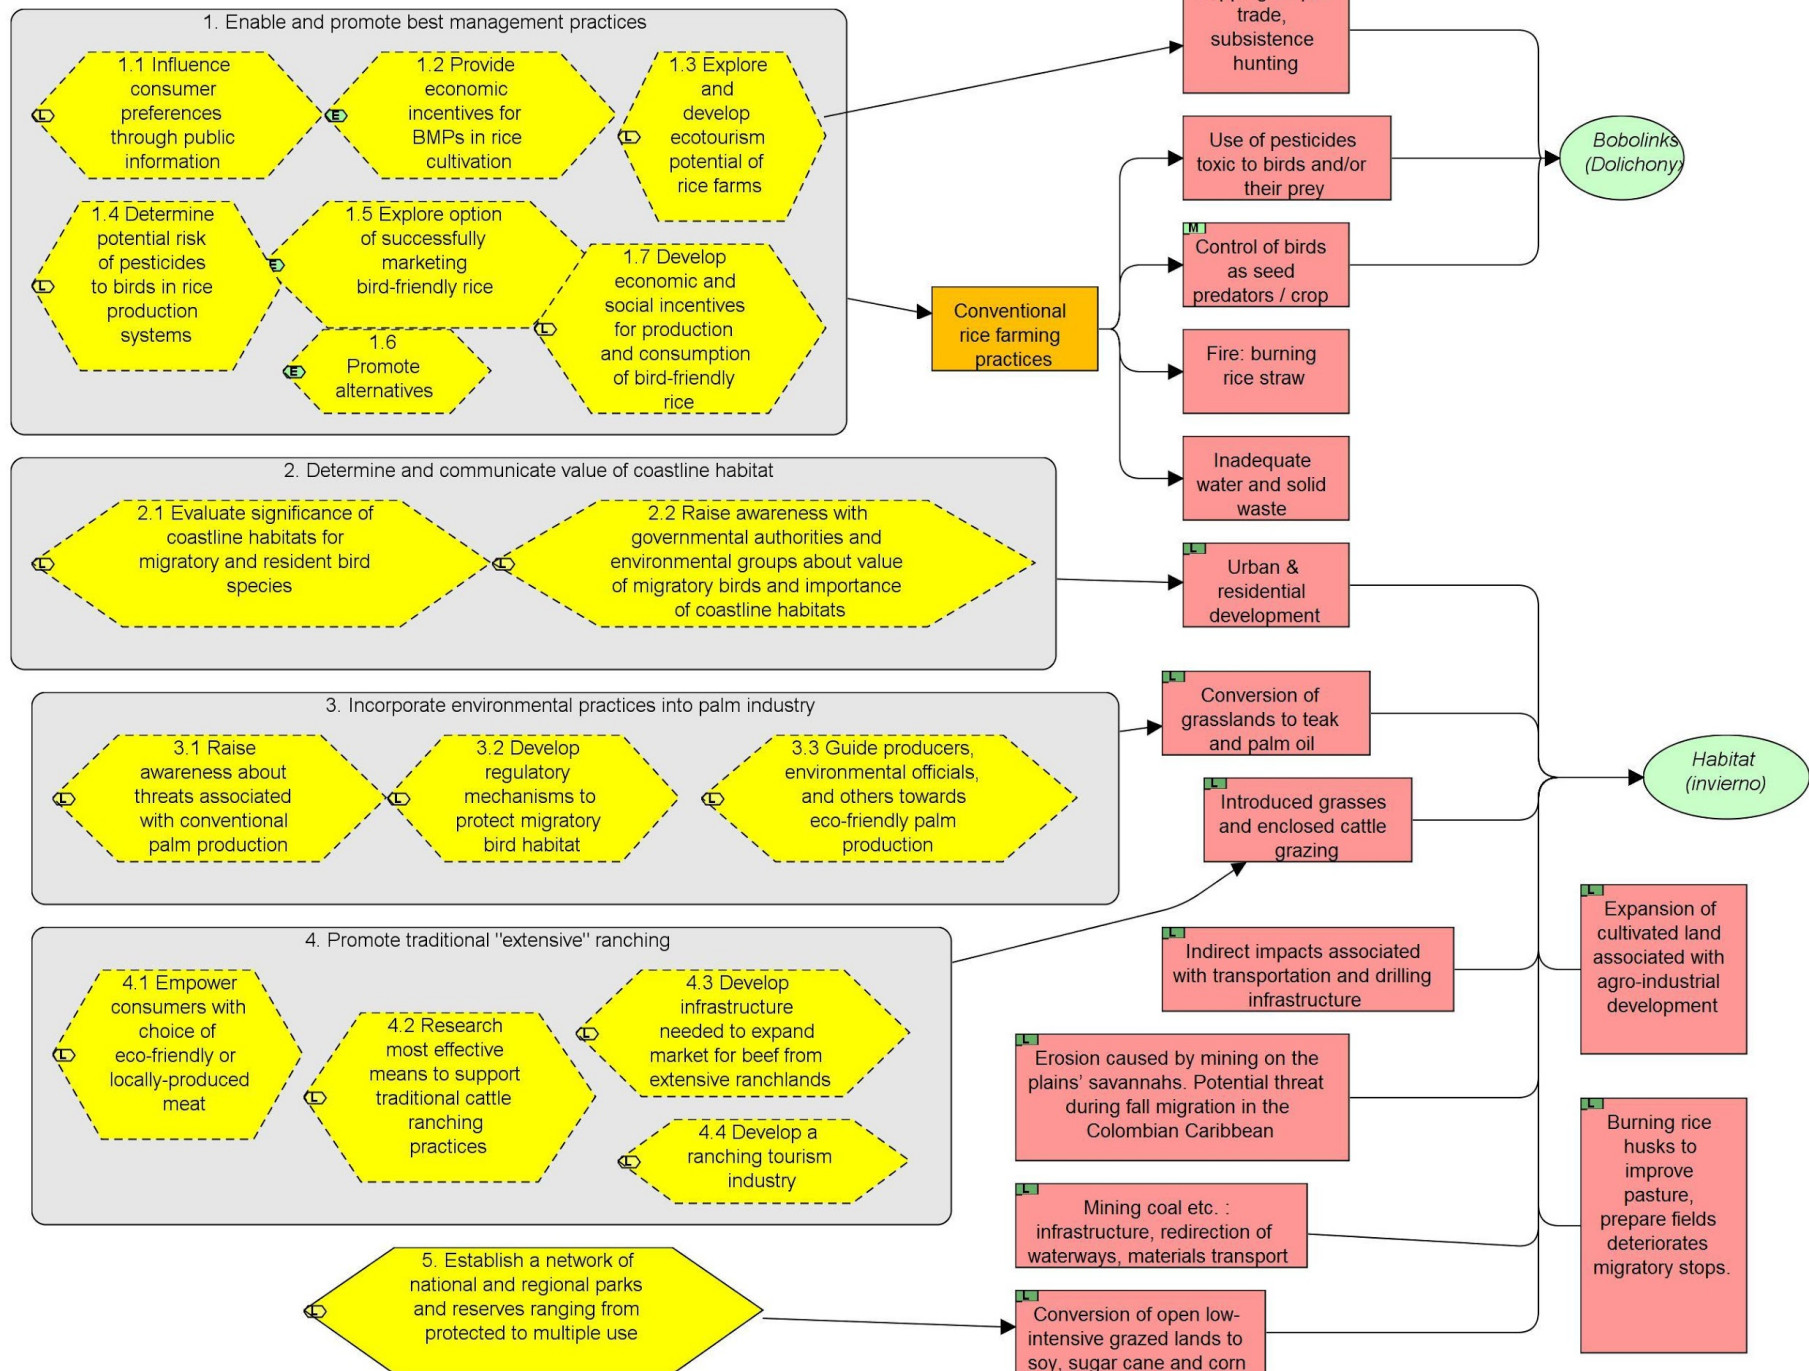 1. Enable and promote best management practices
1.1 Influence
consumer
preferences
through public
information
L
1.2 Provide
economic
incentives for
BMPs in rice
cultivation
E
1.3 Explore
and
develop
ecotourism
potential of
rice farms
L
1.4 Determine
potential risk
of pesticides
to birds in rice
production
systems
L
1.5 Explore option
of successfully
marketing
bird-friendly rice
E
1.6
Promote
alternatives
E
1.7 Develop
economic and
social incentives
for production
and consumption
of bird-friendly
rice
L
trade,
subsistence
hunting
Use of pesticides
toxic to birds and/or
their prey
M
Control of birds
as seed
predators / crop
Conventional
rice farming
practices
Fire: burning
rice straw
Inadequate
water and solid
waste
Bobolinks
(Dolichony
2. Determine and communicate value of coastline habitat
2.1 Evaluate significance of
coastline habitats for
migratory and resident bird
species
L
2.2 Raise awareness with
governmental authorities and
environmental groups about value
of migratory birds and importance
of coastline habitats
L
L
Urban &
residential
development
3. Incorporate environmental practices into palm industry
3.1 Raise
awareness about
threats associated
with conventional
palm production
L
3.2 Develop
regulatory
mechanisms to
protect migratory
bird habitat
L
3.3 Guide producers,
environmental officials,
and others towards
eco-friendly palm
production
L
L
Conversion of
grasslands to teak
and palm oil
L
Introduced grasses
and enclosed cattle
grazing
Habitat
(invierno)
4. Promote traditional "extensive" ranching
4.1 Empower
consumers with
choice of
eco-friendly or
locally-produced
meat
L
4.2 Research
most effective
means to support
traditional cattle
ranching
practices
L
4.3 Develop
infrastructure
needed to expand
market for beef from
extensive ranchlands
L
4.4 Develop a
ranching tourism
industry
L
L
Indirect impacts associated
with transportation and drilling
infrastructure
L
Expansion of
cultivated land
associated with
agro-industrial
development
L
Erosion caused by mining on the
plains' savannahs. Potential threat
during fall migration in the
Colombian Caribbean
L
Burning rice
husks to
improve
pasture,
prepare fields
deteriorates
migratory stops.
L
Mining coal etc. :
infrastructure, redirection of
waterways, materials transport
5. Establish a network of
national and regional parks
and reserves ranging from
protected to multiple use
L
L
Conversion of open low-
intensive grazed lands to
soy, sugar cane and corn